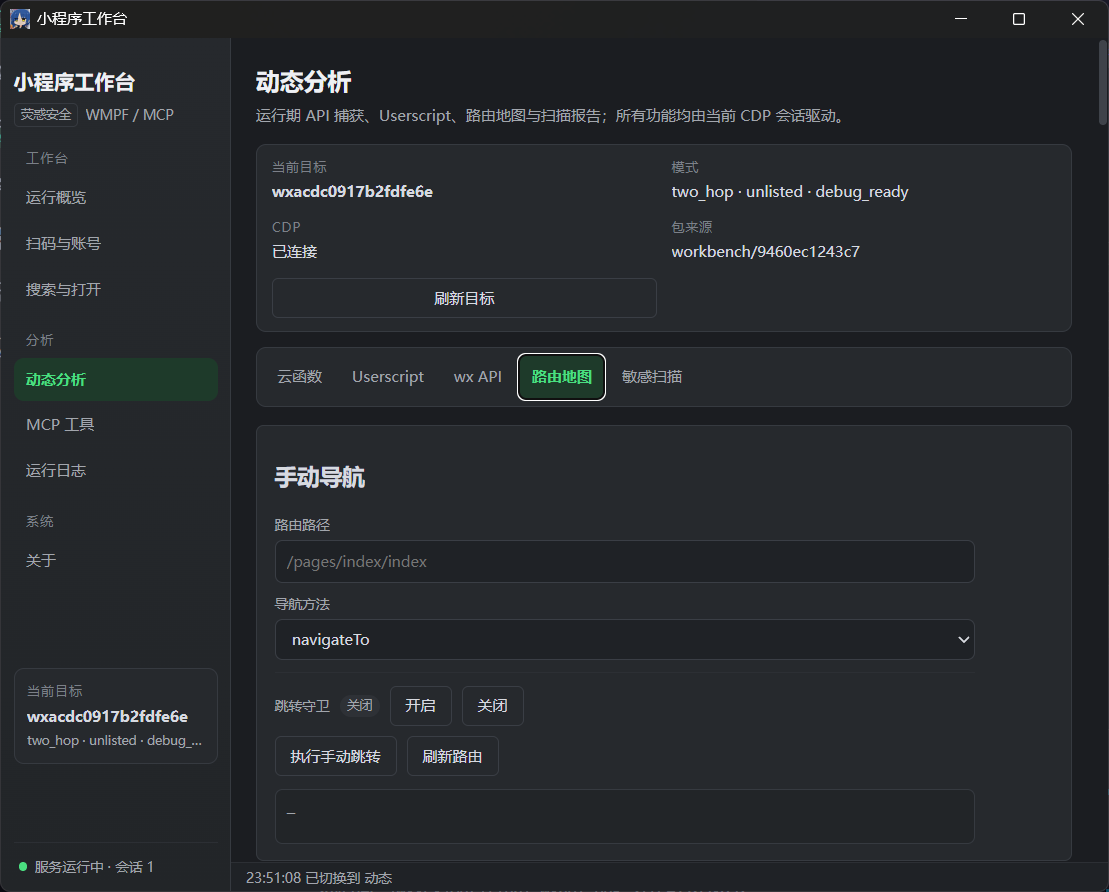 小程序工作台
小程序工作台
荧惑安全 WMPF / MCP
工作台
运行概览
扫码与账号
搜索与打开
分析
动态分析
MCP 工具
运行日志
系统
关于
当前目标
wxacdc0917b2fdfe6e
two_hop · unlisted · debug_...
服务运行中 · 会话 1
动态分析
运行期 API 捕获、Userscript、路由地图与扫描报告；所有功能均由当前 CDP 会话驱动。
当前目标
wxacdc0917b2fdfe6e
模式
two_hop · unlisted · debug_ready
CDP
已连接
包来源
workbench/9460ec1243c7
刷新目标
云函数 Userscript wx API 路由地图 敏感扫描
手动导航
路由路径
/pages/index/index
导航方法
navigateTo
跳转守卫 关闭 开启 关闭
执行手动跳转 刷新路由
—
23:51:08 已切换到 动态